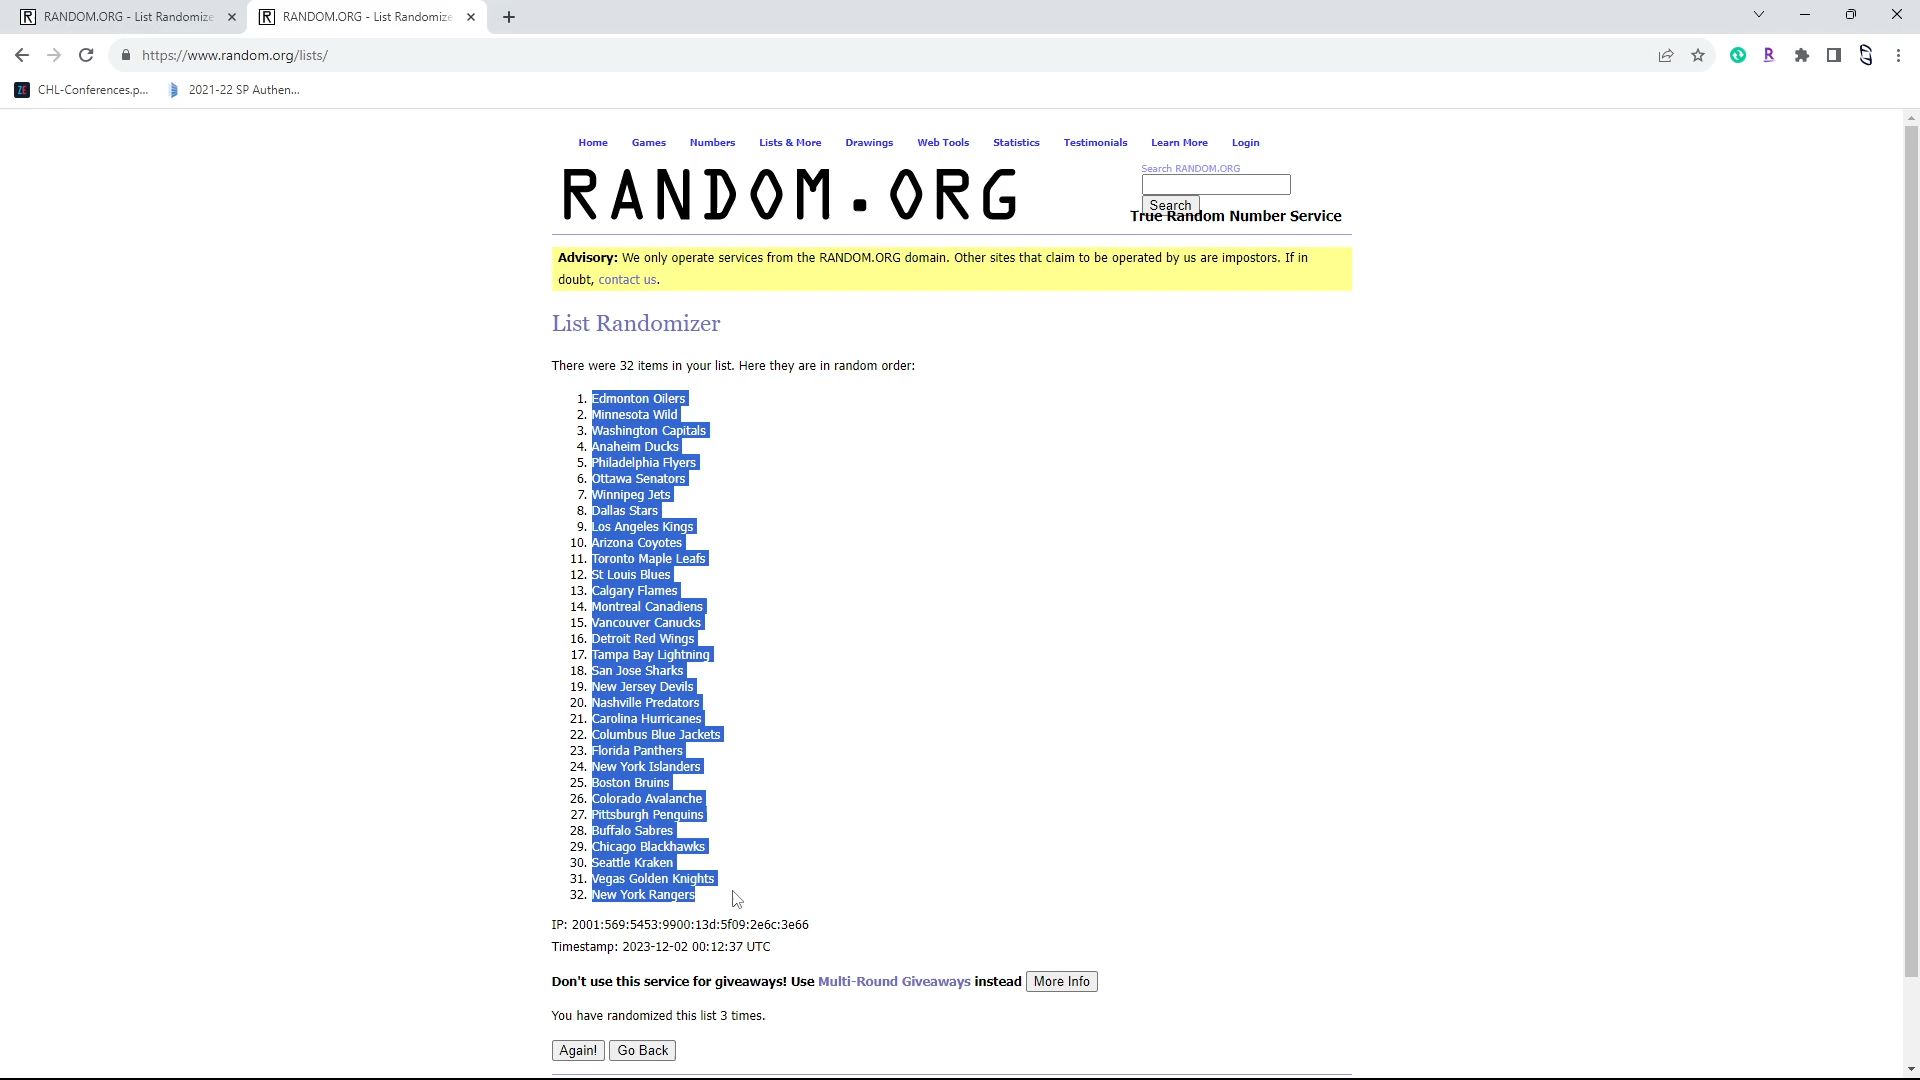 RANDOM.ORG - List Randomize
RANDOM.ORG - List Randomize
https://www.random.org/lists/
CHL-Conferences.p...
2021-22 SP Authen...
Home Games Numbers Lists & More Drawings Web Tools Statistics Testimonials Learn More Login
Search RANDOM.ORG
RANDOM.ORG
Search
True Random Number Service
Advisory: We only operate services from the RANDOM.ORG domain. Other sites that claim to be operated by us are impostors. If in
doubt, contact us.
List Randomizer
There were 32 items in your list. Here they are in random order:
1. Edmonton Oilers
2. Minnesota Wild
3. Washington Capitals
4. Anaheim Ducks
5. Philadelphia Flyers
6. Ottawa Senators
7. Winnipeg Jets
8. Dallas Stars
9. Los Angeles Kings
10. Arizona Coyotes
11. Toronto Maple Leafs
12. St Louis Blues
13. Calgary Flames
14. Montreal Canadiens
15. Vancouver Canucks
16. Detroit Red Wings
17. Tampa Bay Lightning
18. San Jose Sharks
19. New Jersey Devils
20. Nashville Predators
21. Carolina Hurricanes
22. Columbus Blue Jackets
23. Florida Panthers
24. New York Islanders
25. Boston Bruins
26. Colorado Avalanche
27. Pittsburgh Penguins
28. Buffalo Sabres
29. Chicago Blackhawks
30. Seattle Kraken
31. Vegas Golden Knights
32. New York Rangers
IP: 2001:569:5453:9900:13d:5f09:2e6c:3e66
Timestamp: 2023-12-02 00:12:37 UTC
Don't use this service for giveaways! Use Multi-Round Giveaways instead More Info
You have randomized this list 3 times.
Again! Go Back